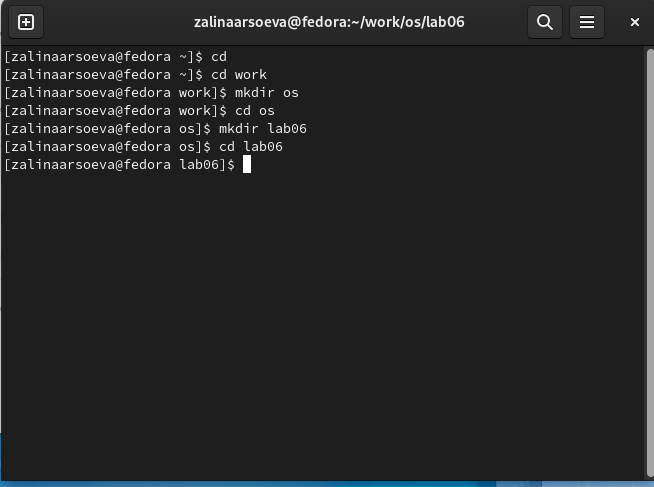 zalinaarsoeva@fedora:~/work/os/lab06
[zalinaarsoeva@fedora ~]$ cd
[zalinaarsoeva@fedora ~]$ cd work
[zalinaarsoeva@fedora work]$ mkdir os
[zalinaarsoeva@fedora work]$ cd os
[zalinaarsoeva@fedora os]$ mkdir lab06
[zalinaarsoeva@fedora os]$ cd lab06
[zalinaarsoeva@fedora lab06]$